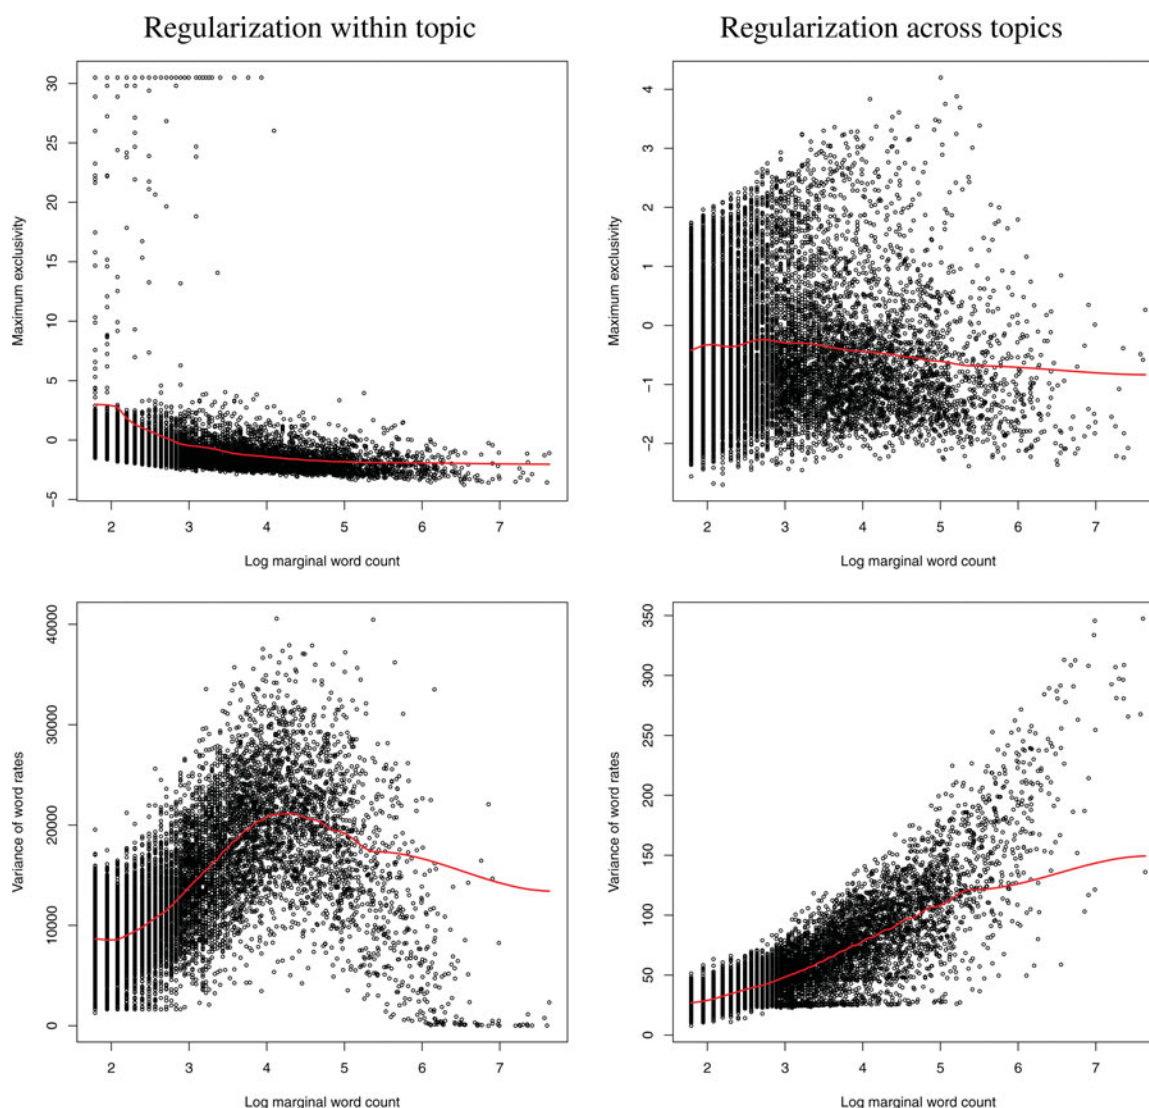 Regularization within topic
Regularization across topics
Maximum exclusivity
30
25
20
15
10
5
0
−5
2 3 4 5 6 7
Log marginal word count
Maximum exclusivity
4
3
2
1
0
−1
−2
2 3 4 5 6 7
Log marginal word count
Variance of word rates
40000
30000
20000
10000
0
2 3 4 5 6 7
Log marginal word count
Variance of word rates
350
300
250
200
150
100
50
0
2 3 4 5 6 7
Log marginal word count